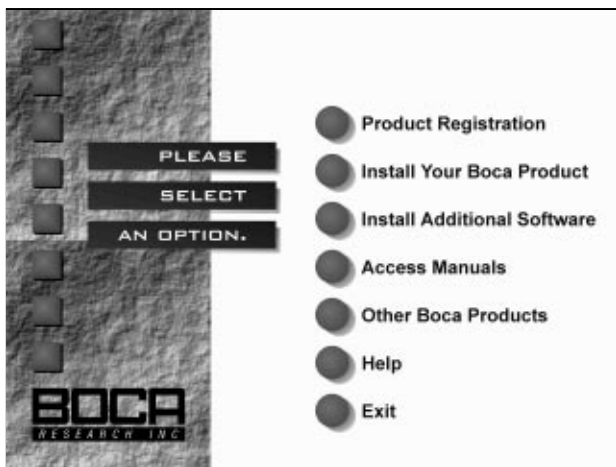 PLEASE
SELECT
AN OPTION.
Product Registration
Install Your Boca Product
Install Additional Software
Access Manuals
Other Boca Products
Help
Exit
BOCA
RESEARCH INC